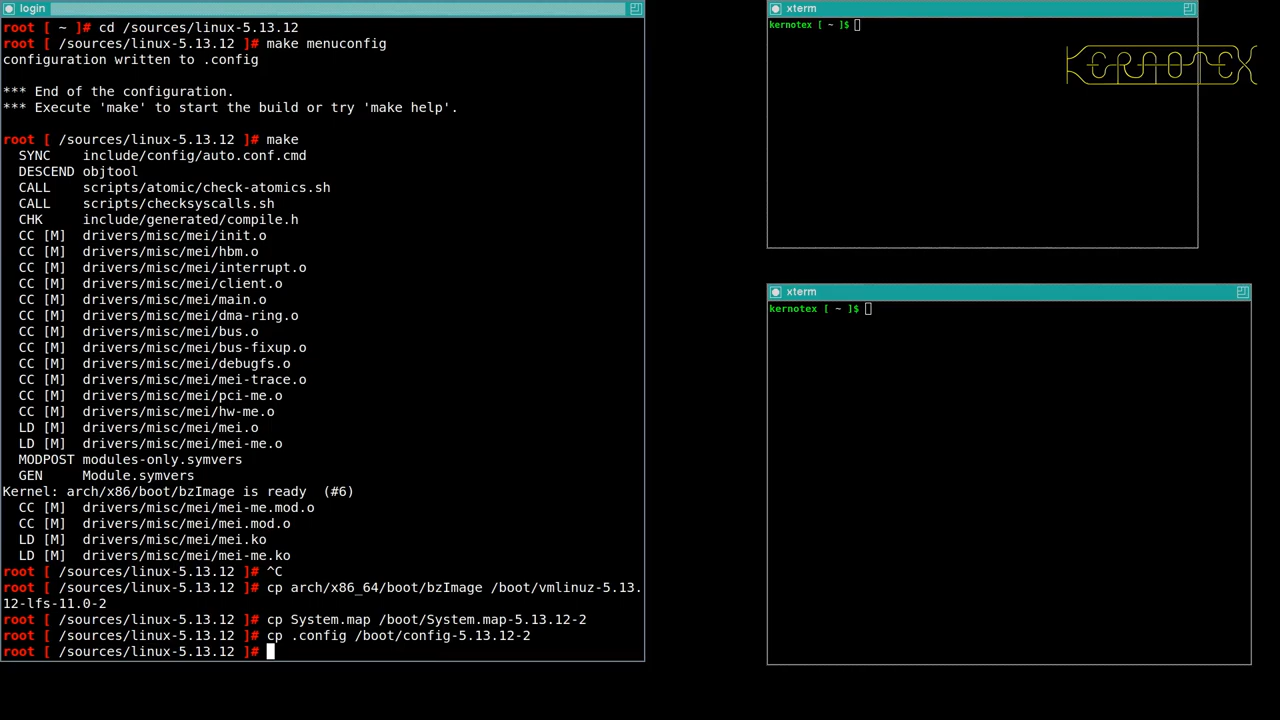 login
root [ ~ ]# cd /sources/linux-5.13.12
root [ /sources/linux-5.13.12 ]# make menuconfig
configuration written to .config
*** End of the configuration.
*** Execute 'make' to start the build or try 'make help'.
root [ /sources/linux-5.13.12 ]# make
  SYNC    include/config/auto.conf.cmd
  DESCEND objtool
  CALL    scripts/atomic/check-atomics.sh
  CALL    scripts/checksyscalls.sh
  CHK     include/generated/compile.h
  CC [M]  drivers/misc/mei/init.o
  CC [M]  drivers/misc/mei/hbm.o
  CC [M]  drivers/misc/mei/interrupt.o
  CC [M]  drivers/misc/mei/client.o
  CC [M]  drivers/misc/mei/main.o
  CC [M]  drivers/misc/mei/dma-ring.o
  CC [M]  drivers/misc/mei/bus.o
  CC [M]  drivers/misc/mei/bus-fixup.o
  CC [M]  drivers/misc/mei/debugfs.o
  CC [M]  drivers/misc/mei/mei-trace.o
  CC [M]  drivers/misc/mei/pci-me.o
  CC [M]  drivers/misc/mei/hw-me.o
  LD [M]  drivers/misc/mei/mei.o
  LD [M]  drivers/misc/mei/mei-me.o
  MODPOST modules-only.symvers
  GEN     Module.symvers
Kernel: arch/x86/boot/bzImage is ready  (#6)
  CC [M]  drivers/misc/mei/mei-me.mod.o
  CC [M]  drivers/misc/mei/mei.mod.o
  LD [M]  drivers/misc/mei/mei.ko
  LD [M]  drivers/misc/mei/mei-me.ko
root [ /sources/linux-5.13.12 ]# ^C
root [ /sources/linux-5.13.12 ]# cp arch/x86_64/boot/bzImage /boot/vmlinuz-5.13.
12-lfs-11.0-2
root [ /sources/linux-5.13.12 ]# cp System.map /boot/System.map-5.13.12-2
root [ /sources/linux-5.13.12 ]# cp .config /boot/config-5.13.12-2
root [ /sources/linux-5.13.12 ]#
xterm
kernotex [ ~ ]$
KERNOTEX
xterm
kernotex [ ~ ]$